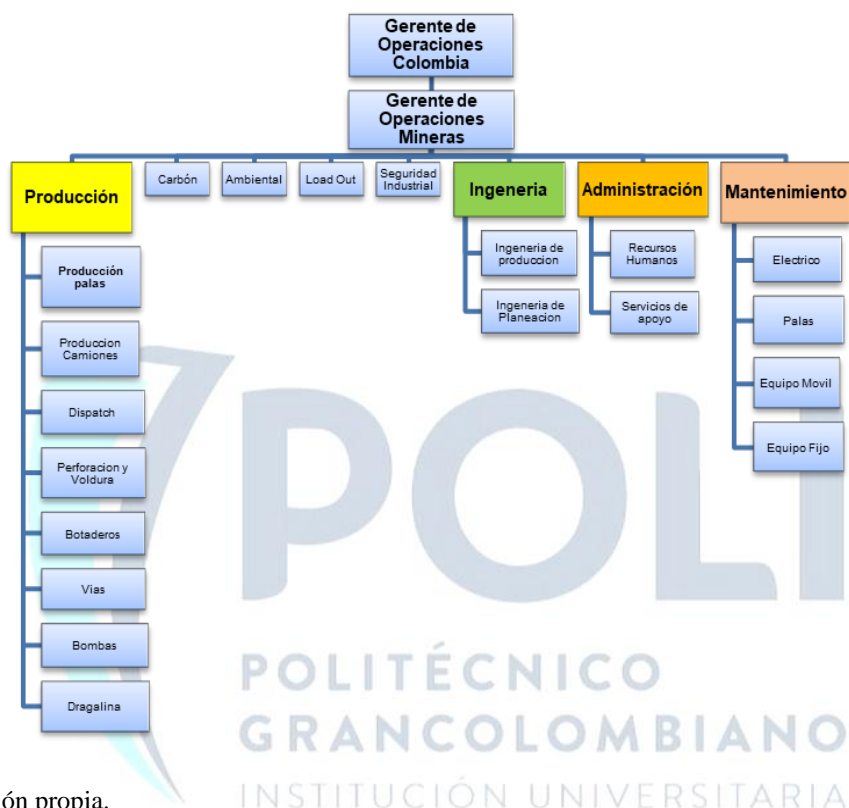 Gerente de
Operaciones
Colombia
Gerente de
Operaciones
Mineras
Producción
Carbón
Ambiental
Load Out
Seguridad
Industrial
Ingeneria
Administración
Mantenimiento
Producción
palas
Produccion
Camiones
Dispatch
Perforacion y
Voldura
Botaderos
Vias
Bombas
Dragalina
Ingeneria de
produccion
Ingeneria de
Planeacion
Recursos
Humanos
Servicios de
apoyo
Electrico
Palas
Equipo Movil
Equipo Fijo
POLI
POLITÉCNICO
GRANCOLOMBIANO
INSTITUCIÓN UNIVERSITARIA
ón propia.